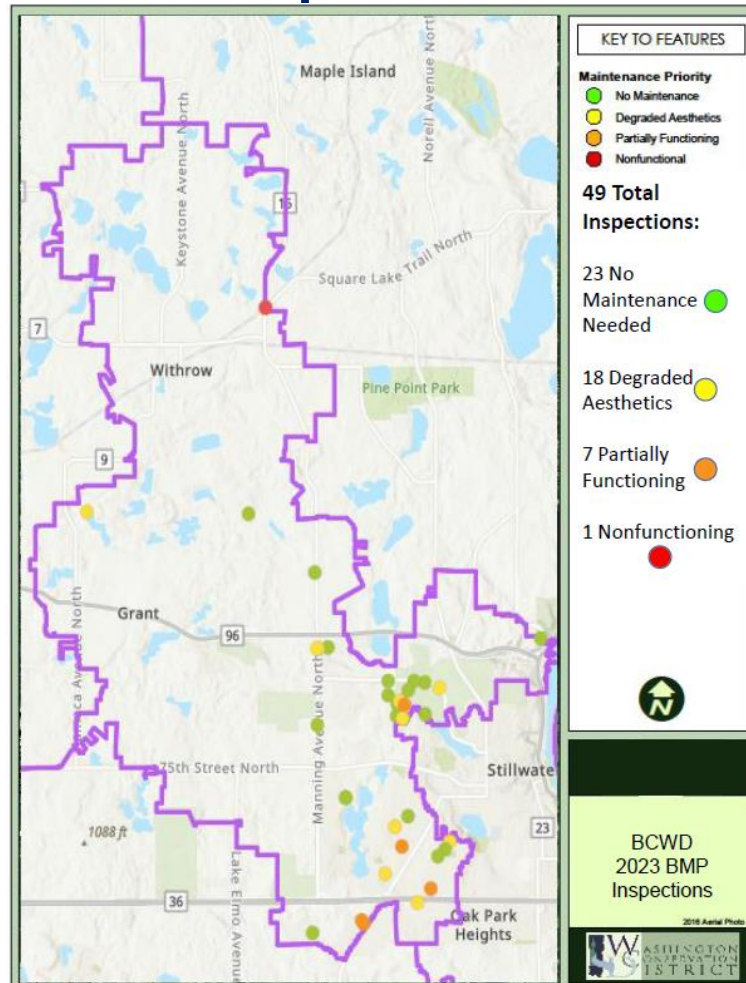 Maple Island
Norell Avenue North
Keystone Avenue North
15
Square Lake Trail North
7
Withrow
Pine Point Park
9
Grant
96
Manning Avenue North
75th Street North
Stillwate
1088 ft
23
Lake Elmo Avenue
36
Oak Park
Heights
KEY TO FEATURES
Maintenance Priority
No Maintenance
Degraded Aesthetics
Partially Functioning
Nonfunctional
49 Total
Inspections:
23 No
Maintenance
Needed
18 Degraded
Aesthetics
7 Partially
Functioning
1 Nonfunctioning
N
BCWD
2023 BMP
Inspections
2016 Aerial Photo
WASHINGTON
CONSERVATION
DISTRICT